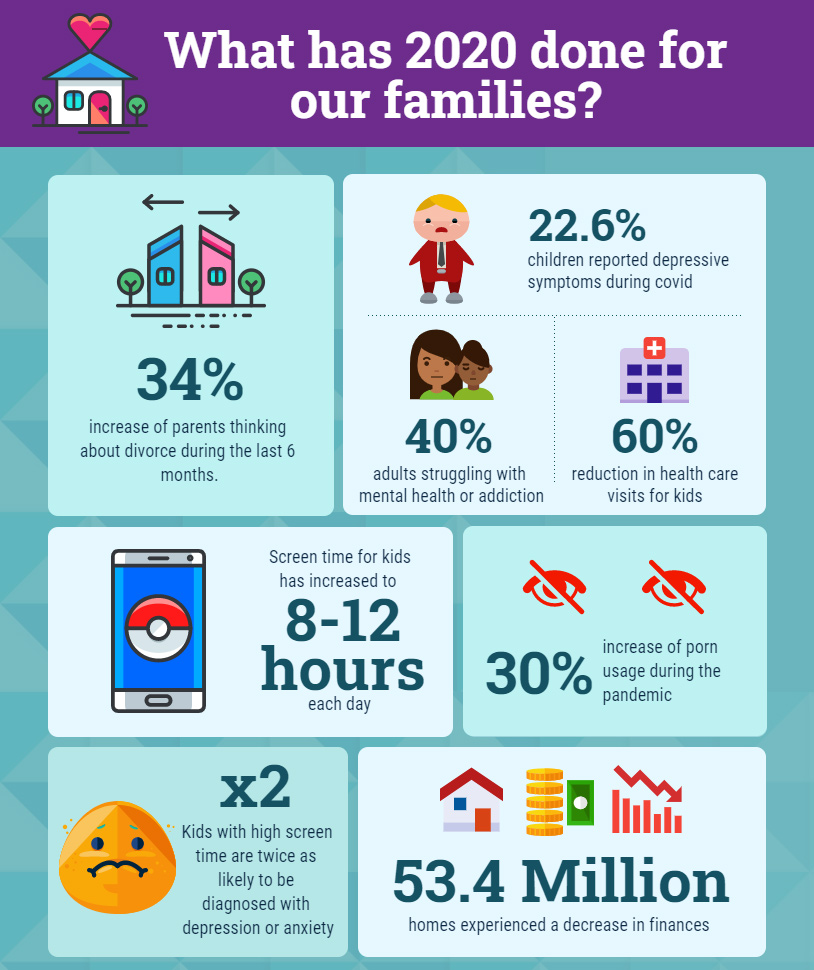 What has 2020 done for
our families?
34%
increase of parents thinking
about divorce during the last 6
months.
22.6%
children reported depressive
symptoms during covid
40%
adults struggling with
mental health or addiction
60%
reduction in health care
visits for kids
Screen time for kids
has increased to
8-12
hours
each day
30%
increase of porn
usage during the
pandemic
x2
Kids with high screen
time are twice as
likely to be
diagnosed with
depression or anxiety
53.4 Million
homes experienced a decrease in finances